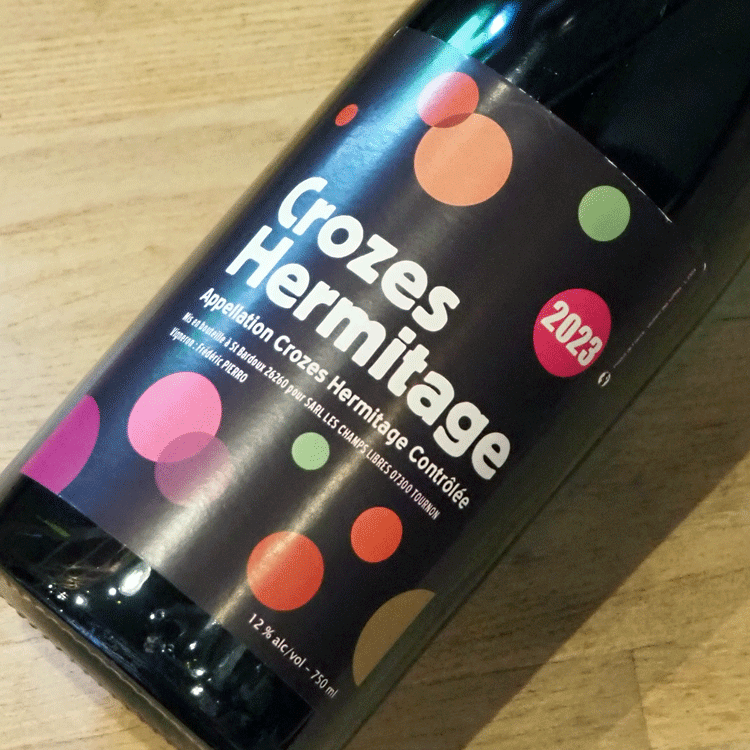 Crozes
Hermitage
Appellation Crozes Hermitage Contrôlée
Mis en bouteille à St Bardoux 26260 pour SARL LES CHAMPS LIBRES 07300 TOURNON
Vigneron : Frédéric PIERRO
2023
12 % alc/vol - 750 ml